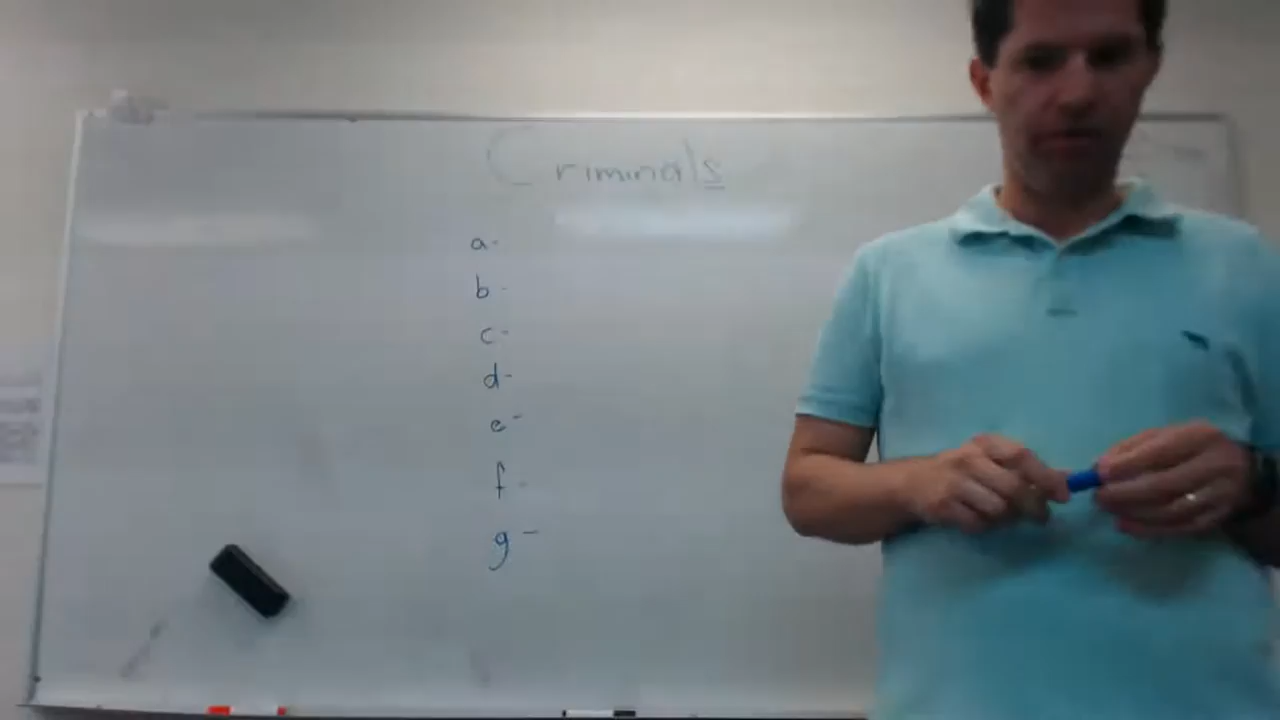 Criminals
a-
b-
c-
d-
e-
f-
g-